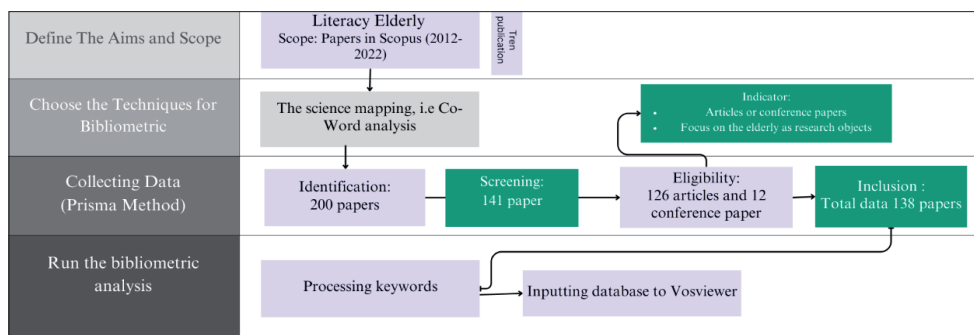 Define The Aims and Scope
Literacy Elderly
Scope: Papers in Scopus (2012-
2022)
Tren
publication
Choose the Techniques for
Bibliometric
The science mapping, i.e Co-
Word analysis
Indicator:
• Articles or conference papers
• Focus on the elderly as research objects
Collecting Data
(Prisma Method)
Identification:
200 papers
Screening:
141 paper
Eligibility:
126 articles and 12
conference paper
Inclusion :
Total data 138 papers
Run the bibliometric
analysis
Processing keywords
Inputting database to Vosviewer